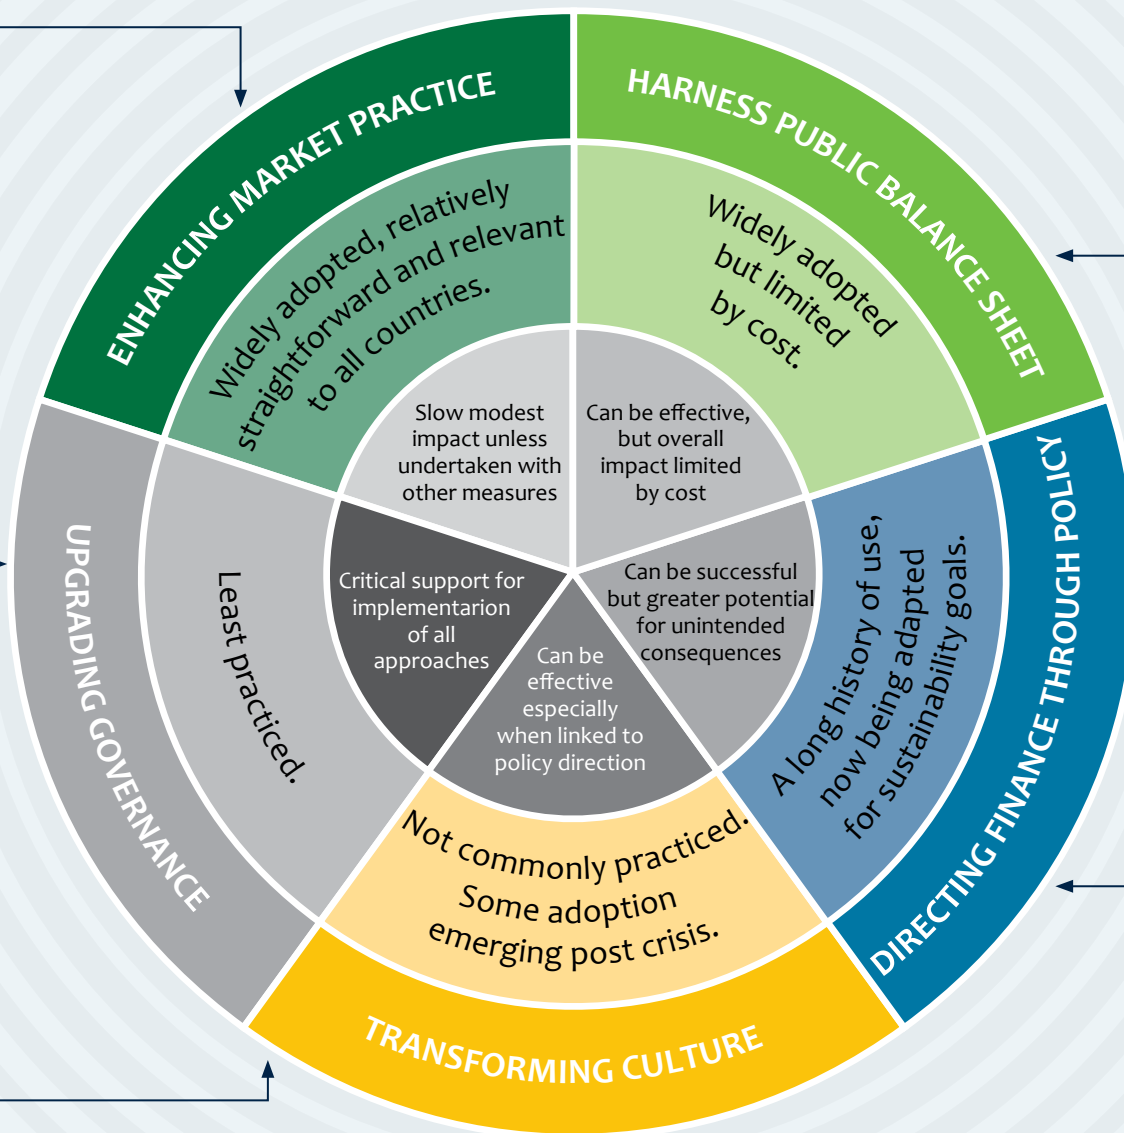 ENHANCING MARKET PRACTICE
Widely adopted, relatively
straightforward and relevant
to all countries.
Slow modest
impact unless
undertaken with
other measures
HARNESS PUBLIC BALANCE SHEET
Widely adopted
but limited
by cost.
Can be effective,
but overall
impact limited
by cost
DIRECTING FINANCE THROUGH POLICY
A long history of use,
now being adapted
for sustainability goals.
Can be successful
but greater potential
for unintended
consequences
TRANSFORMING CULTURE
Not commonly practiced.
Some adoption
emerging post crisis.
Can be
effective
especially
when linked to
policy direction
UPGRADING GOVERNANCE
Least practiced.
Critical support for
implementarion
of all
approaches